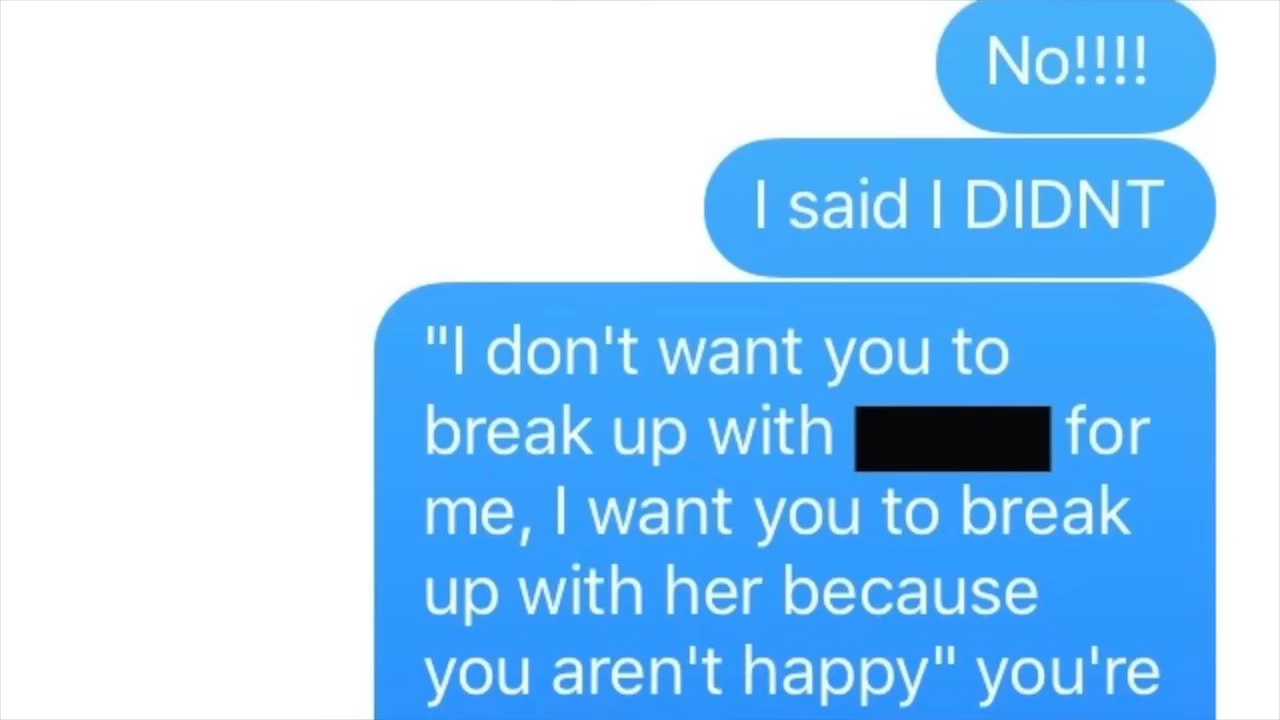 No!!!!
I said I DIDNT
"I don't want you to
break up with for
me, I want you to break
up with her because
you aren't happy" you're